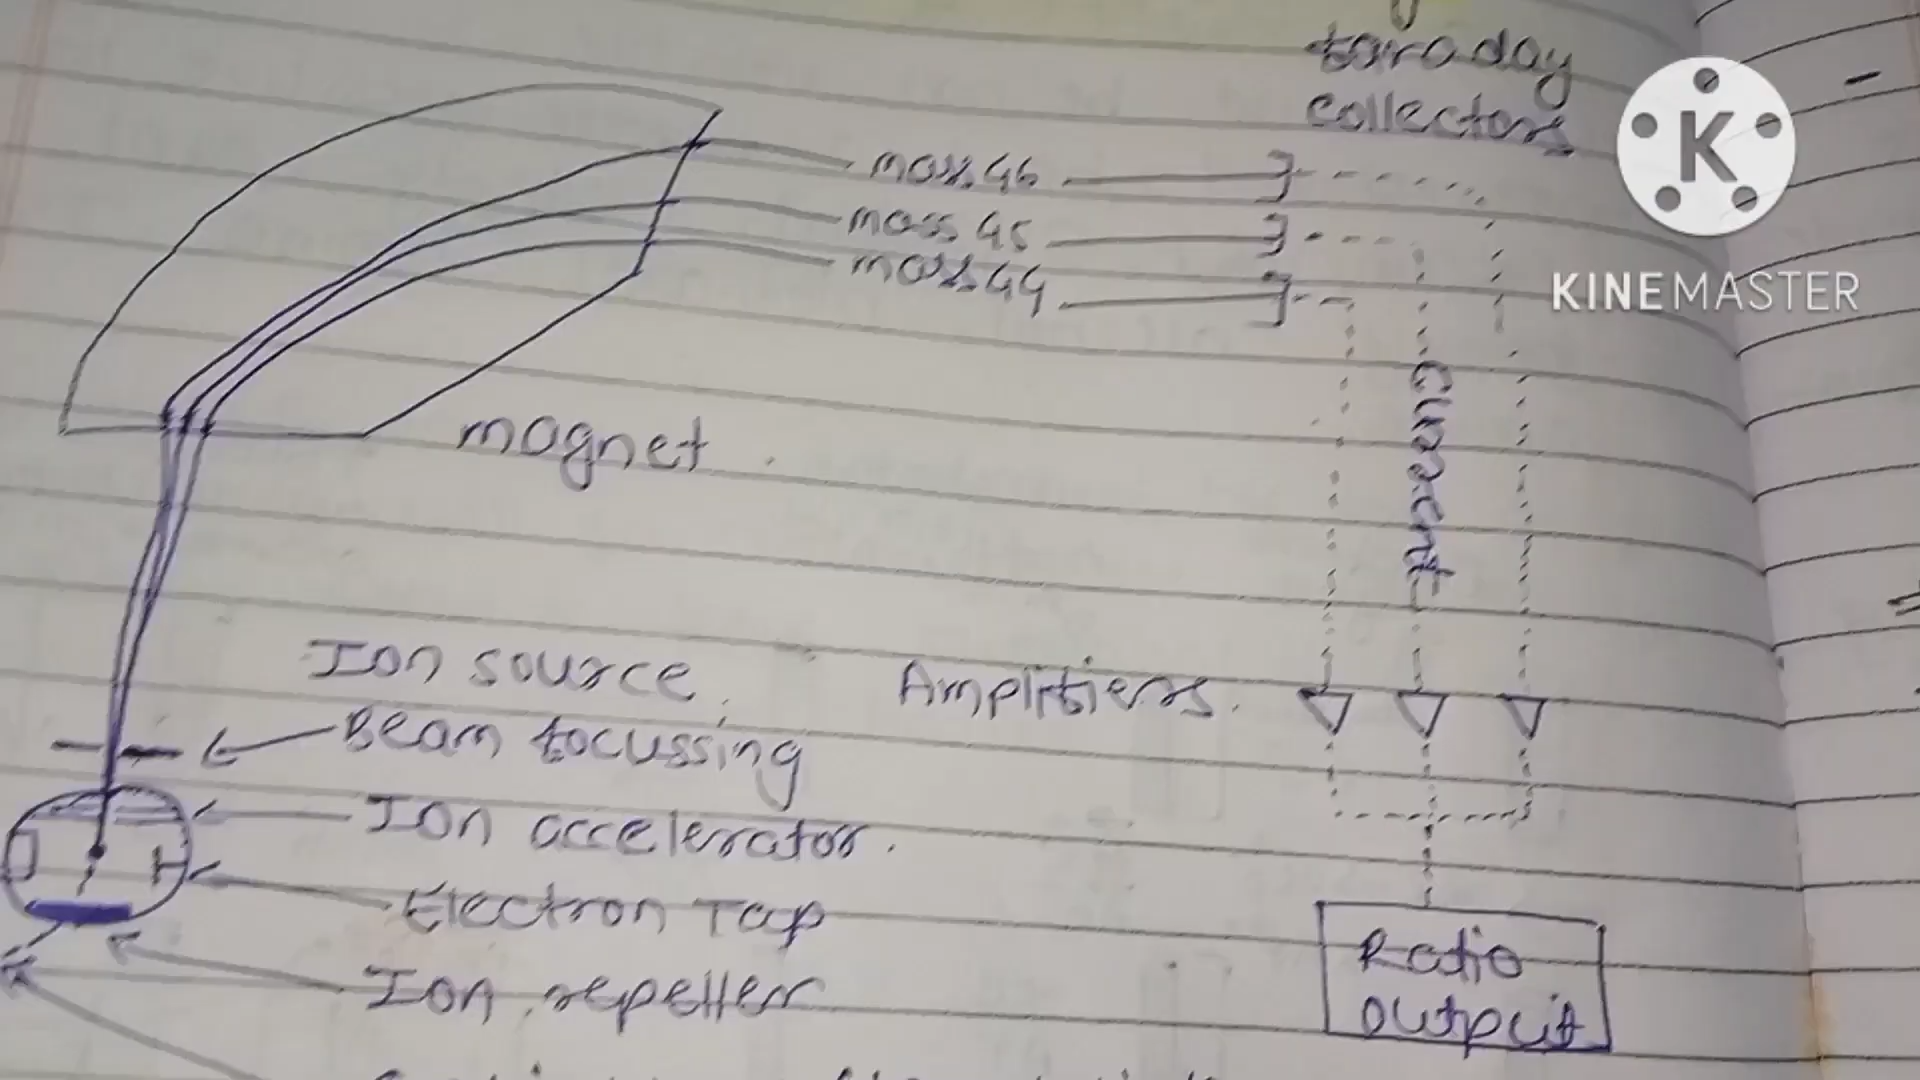 faraday
collectors
mass 46
mass 45
mass 44
KINEMASTER
current
magnet
Ion source
Amplifiers.
Beam focussing
Ion accelerator.
Electron Tap
Ion repeller
Ratio
output